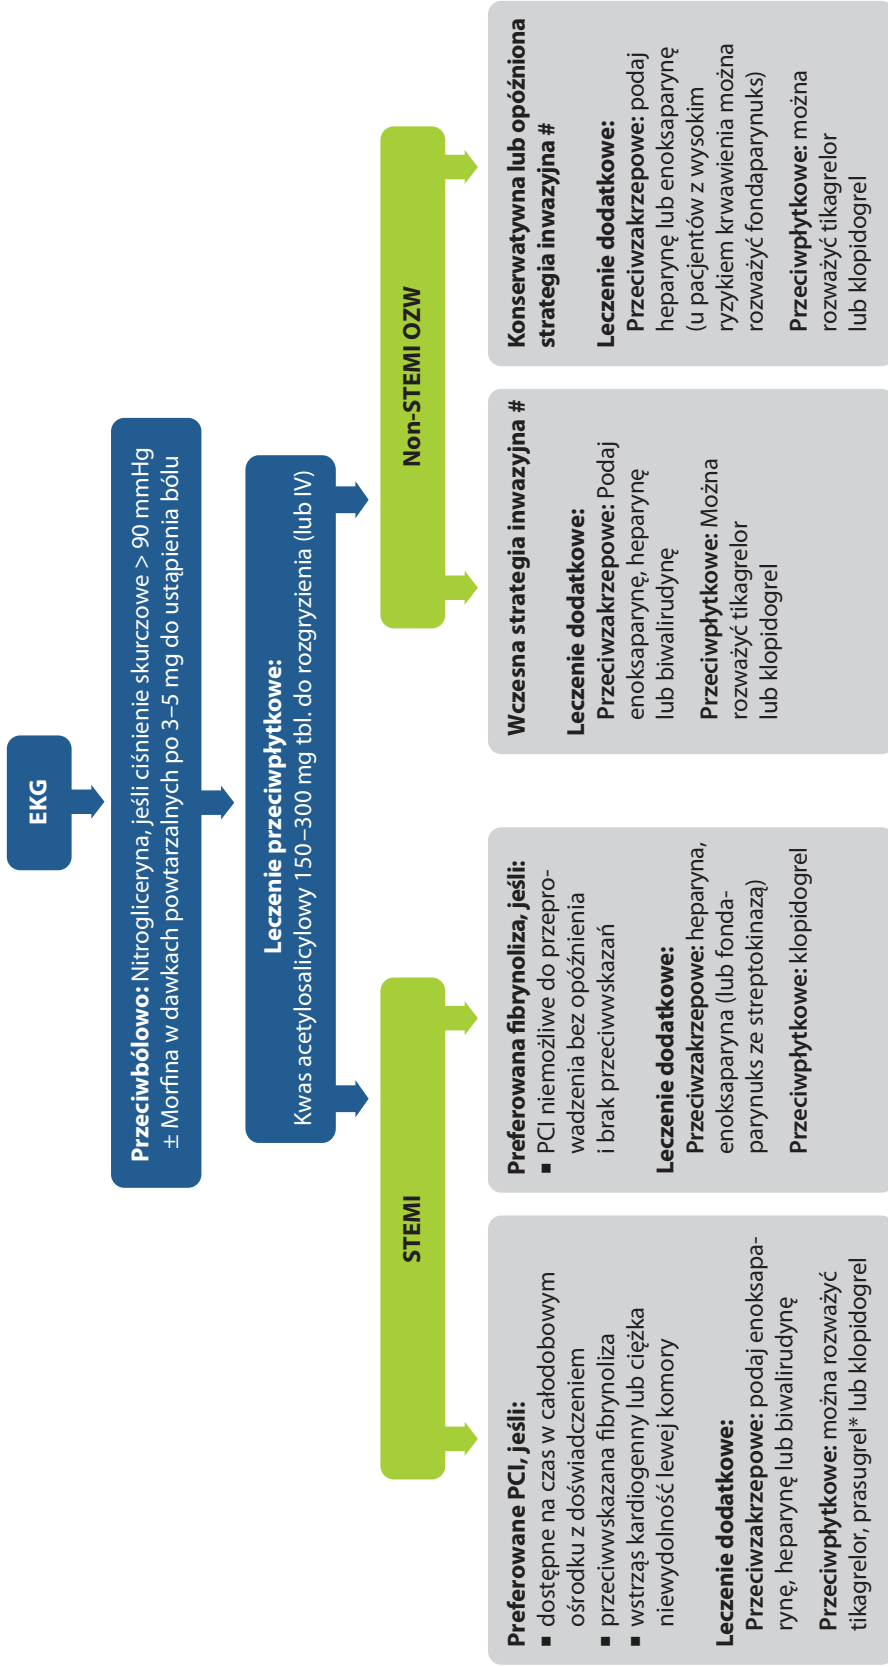 EKG
Przeciwbólowo: Nitrogliceryna, jeśli ciśnienie skurczowe > 90 mmHg
± Morfina w dawkach powtarzalnych po 3–5 mg do ustąpienia bólu
Leczenie przeciwpłytkowe:
Kwas acetylosalicylowy 150–300 mg tbl. do rozgryzienia (lub IV)
STEMI
Preferowane PCI, jeśli:
▪ dostępne na czas w całodobowym
ośrodku z doświadczeniem
▪ przeciwwskazana fibrynoliza
▪ wstrząs kardiogenny lub ciężka
niewydolność lewej komory
Leczenie dodatkowe:
Przeciwzakrzepowe: podaj enoksapa-
rynę, heparynę lub biwalirudynę
Przeciwpłytkowe: można rozważyć
tikagrelor, prasugrel* lub klopidogrel
Preferowana fibrynoliza, jeśli:
▪ PCI niemożliwe do przepro-
wadzenia bez opóźnienia
i brak przeciwwskazań
Leczenie dodatkowe:
Przeciwzakrzepowe: heparyna,
enoksaparyna (lub fonda-
parynuks ze streptokinazą)
Przeciwpłytkowe: klopidogrel
Non-STEMI OZW
Wczesna strategia inwazyjna #
Leczenie dodatkowe:
Przeciwzakrzepowe: Podaj
enoksaparynę, heparynę
lub biwalirudynę
Przeciwpłytkowe: Można
rozważyć tikagrelor
lub klopidogrel
Konserwatywna lub opóźniona
strategia inwazyjna #
Leczenie dodatkowe:
Przeciwzakrzepowe: podaj
heparynę lub enoksaparynę
(u pacjentów z wysokim
ryzykiem krwawienia można
rozważyć fondaparynuks)
Przeciwpłytkowe: można
rozważyć tikagrelor
lub klopidogrel